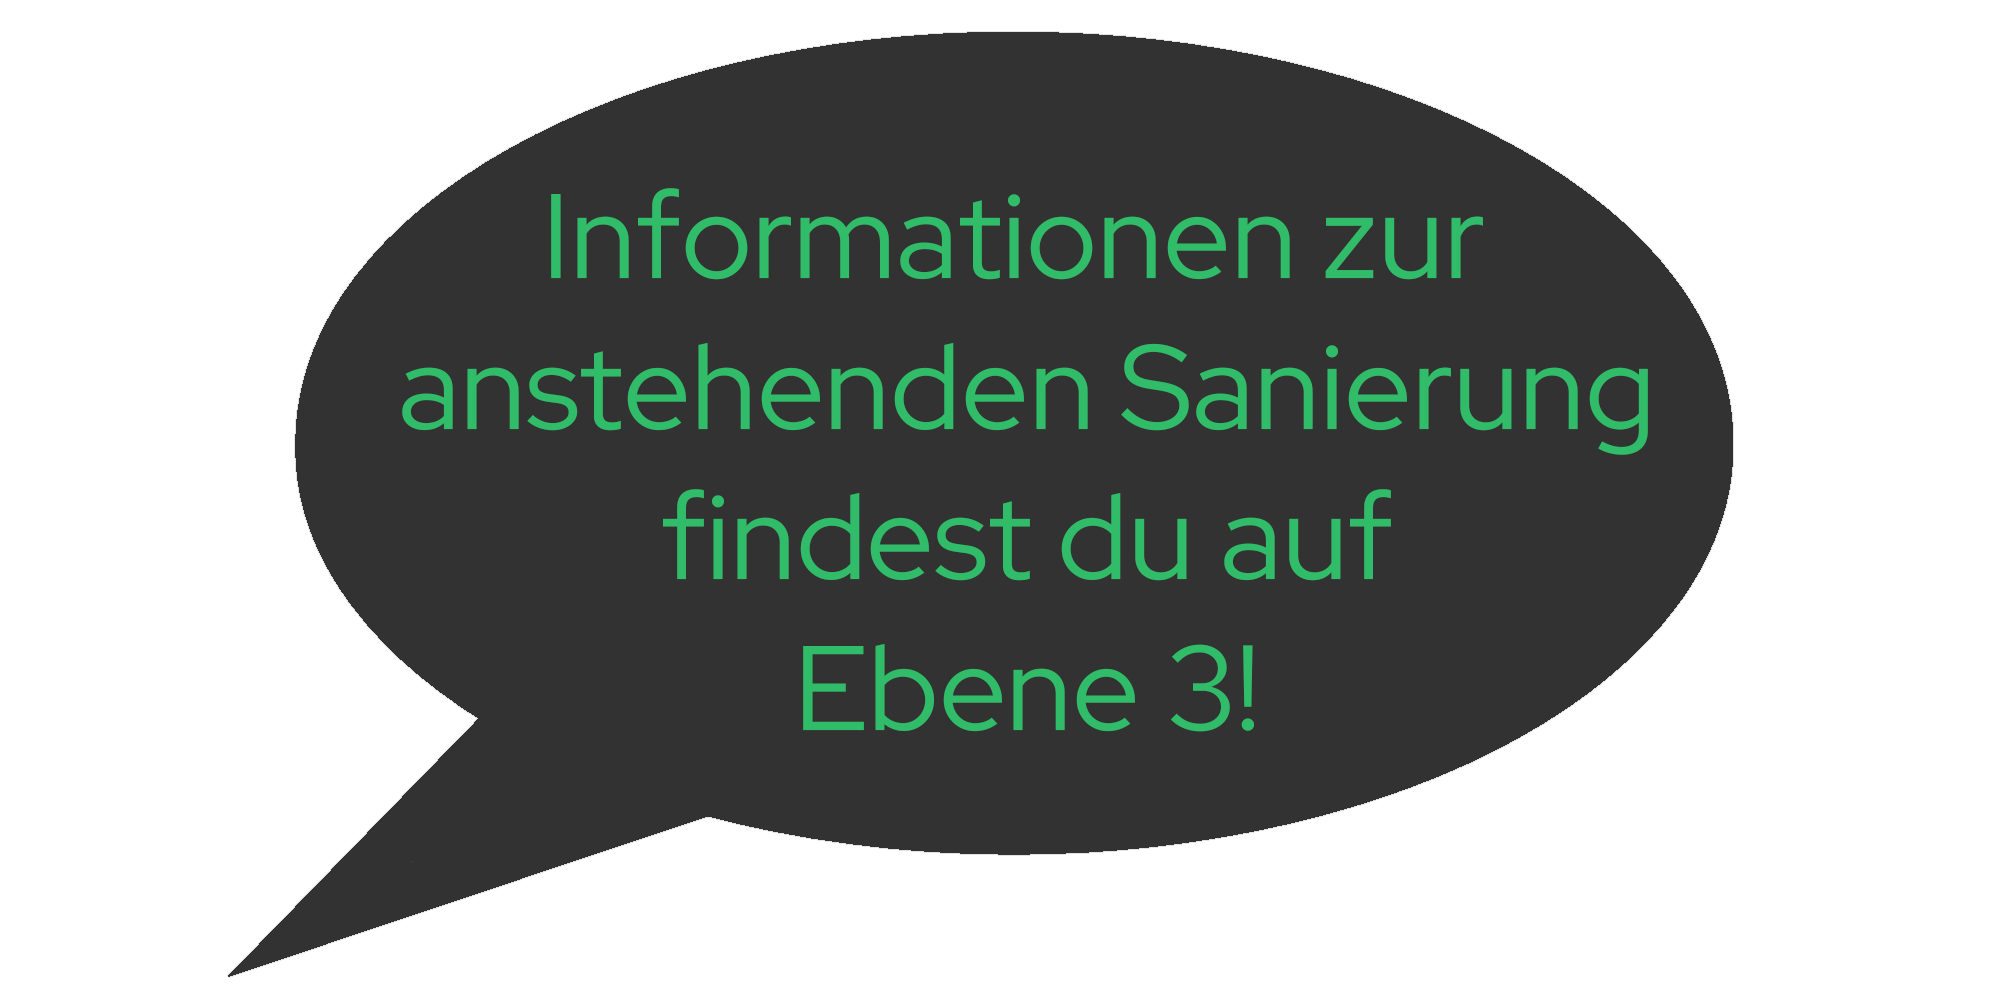 Informationen zur
anstehenden Sanierung
findest du auf
Ebene 3!